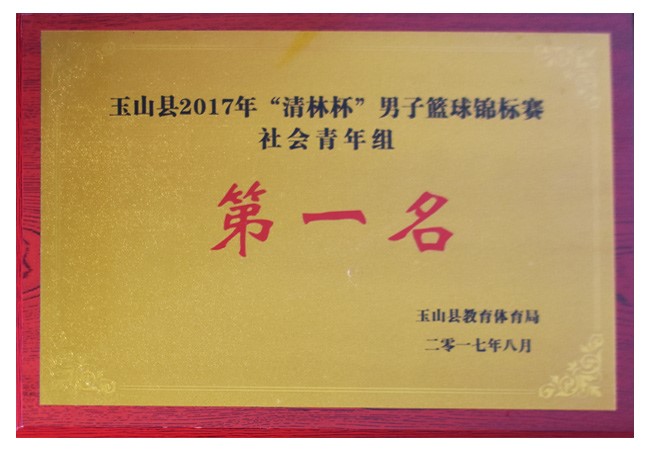 玉山县2017年“清林杯”男子篮球锦标赛
社会青年组
第一名
玉山县教育体育局
二零一七年八月